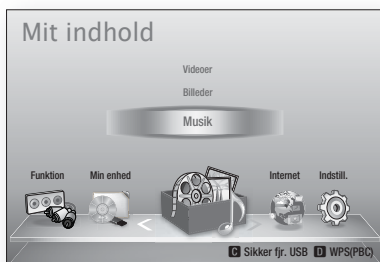 Mit indhold
Videoer
Billeder
Musik
Funktion Min enhed Internet Indstill.
C Sikker fjr. USB D WPS(PBC)